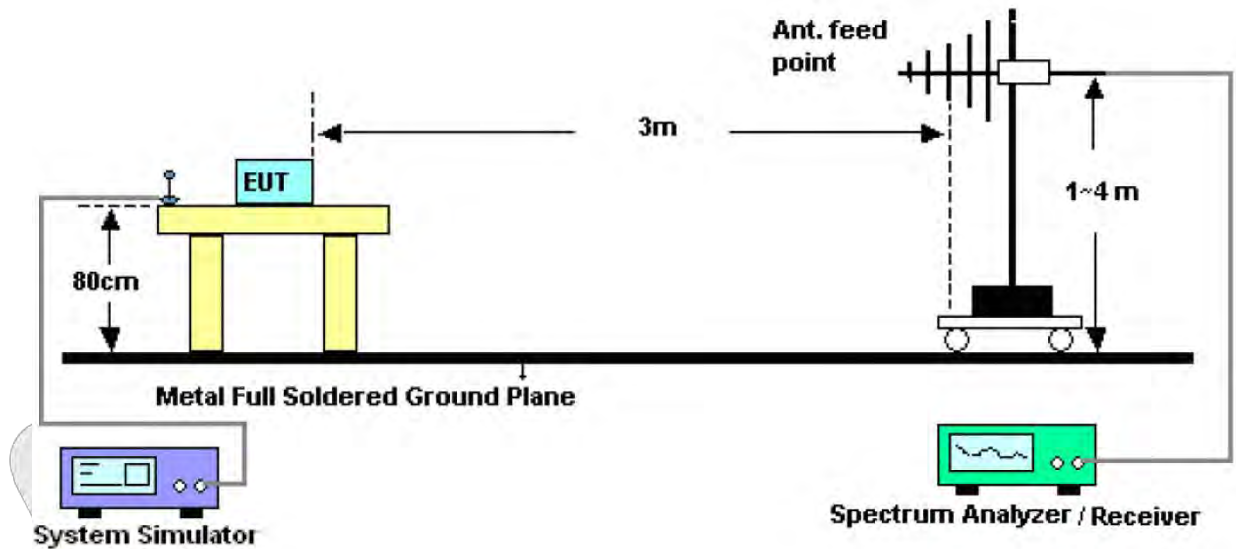 Ant. feed
point
3m
EUT
1~4 m
80cm
Metal Full Soldered Ground Plane
System Simulator
Spectrum Analyzer / Receiver